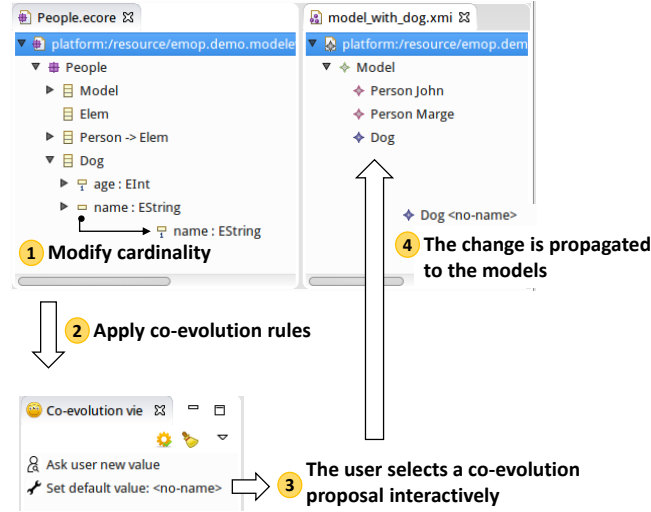 People.ecore
platform:/resource/emop.demo.modele
People
Model
Elem
Person -> Elem
Dog
age : EInt
name : EString
name : EString
1 Modify cardinality
model_with_dog.xmi
platform:/resource/emop.dem
Model
Person John
Person Marge
Dog
Dog <no-name>
4 The change is propagated
to the models
2 Apply co-evolution rules
Co-evolution vie
Ask user new value
Set default value: <no-name>
3 The user selects a co-evolution
proposal interactively